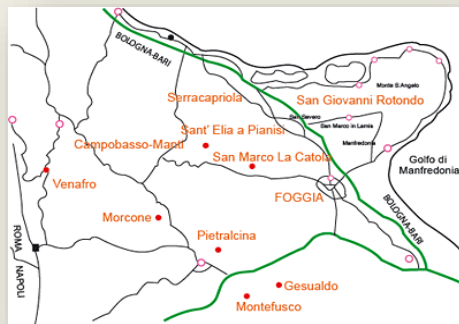 BOLOGNA-BARI
Monte S.Angelo
Serracapriola
San Giovanni Rotondo
San Severo
San Marco in Lamis
Sant' Elia a Pianisi
Campobasso-Manti
Manfredonia
San Marco La Catola
Golfo di
Manfredonia
Venafro
FOGGIA
BOLOGNA-BARI
Morcone
Pietralcina
ROMA
NAPOLI
Gesualdo
Montefusco